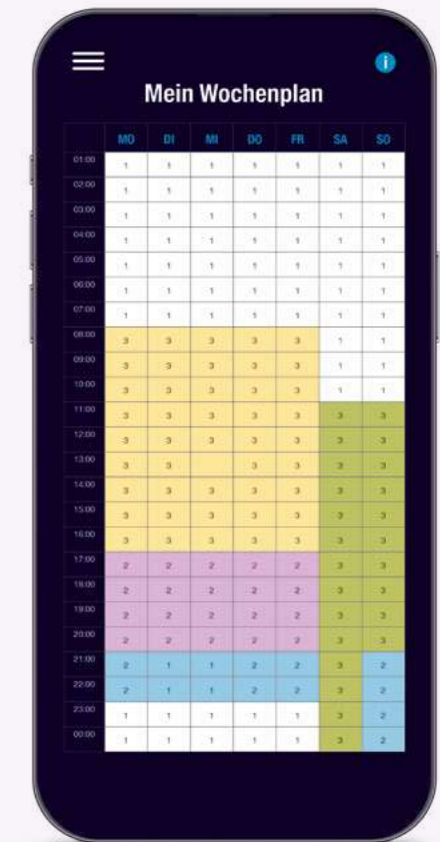 i
Mein Wochenplan
MO DI MI DO FR SA SO
01:00 1 1 1 1 1 1 1
02:00 1 1 1 1 1 1 1
03:00 1 1 1 1 1 1 1
04:00 1 1 1 1 1 1 1
05:00 1 1 1 1 1 1 1
06:00 1 1 1 1 1 1 1
07:00 1 1 1 1 1 1 1
08:00 3 3 3 3 3 1 1
09:00 3 3 3 3 3 1 1
10:00 3 3 3 3 3 1 1
11:00 3 3 3 3 3 3 3
12:00 3 3 3 3 3 3 3
13:00 3 3 3 3 3 3
14:00 3 3 3 3 3 3 3
15:00 3 3 3 3 3 3 3
16:00 3 3 3 3 3 3 3
17:00 2 2 2 2 2 3 3
18:00 2 2 2 2 2 3 3
19:00 2 2 2 2 2 3 3
20:00 2 2 2 2 2 3 3
21:00 2 1 1 2 2 3 2
22:00 2 1 1 2 2 3 2
23:00 1 1 1 1 1 3 2
00:00 1 1 1 1 1 3 2